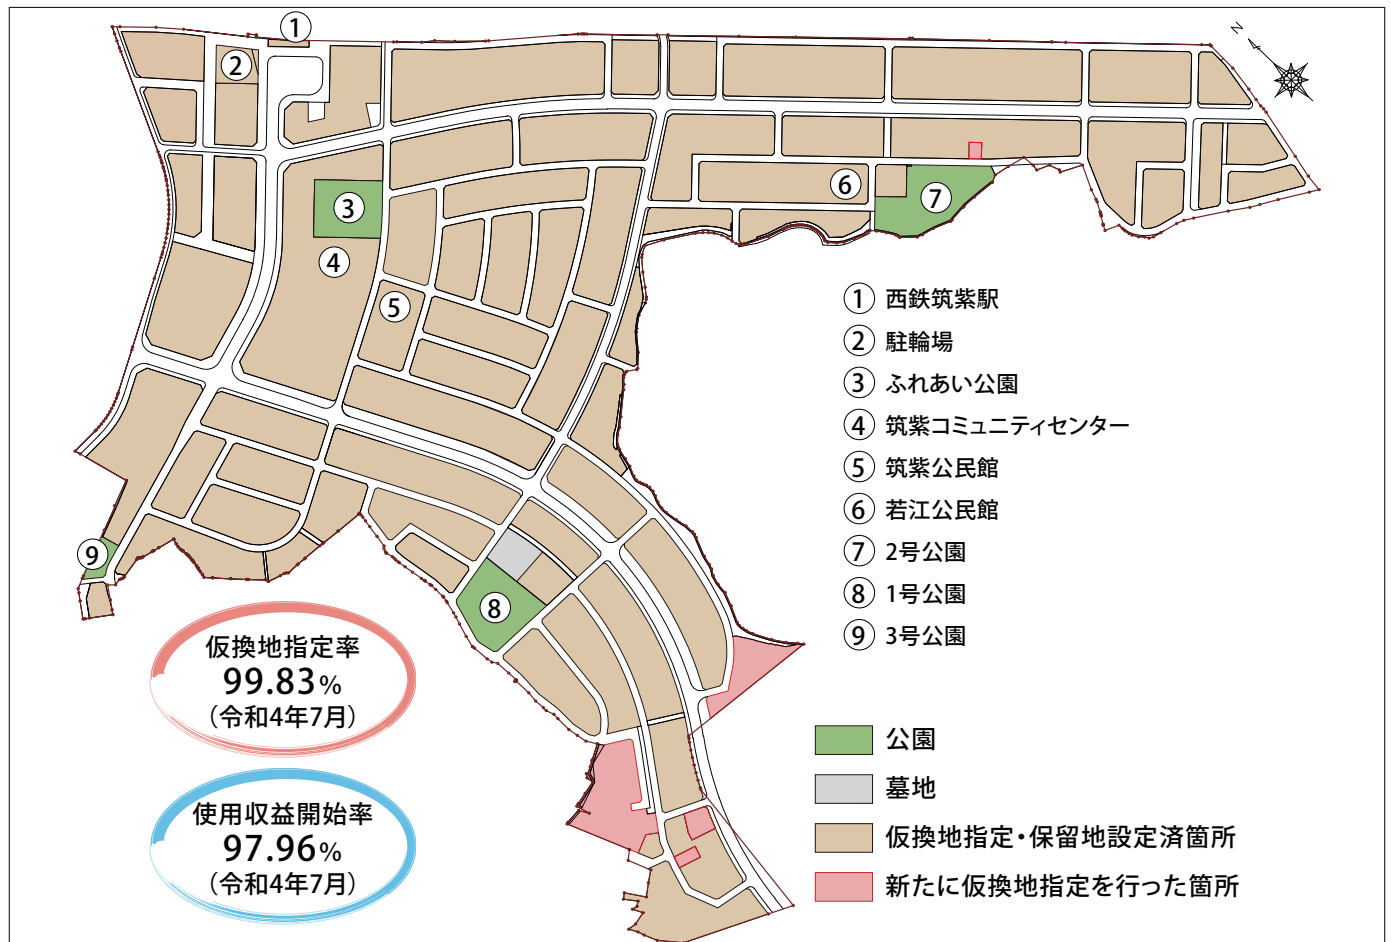 ①
②
N
③
④
⑤
⑥
⑦
⑧
⑨
① 西鉄筑紫駅
② 駐輪場
③ ふれあい公園
④ 筑紫コミュニティセンター
⑤ 筑紫公民館
⑥ 若江公民館
⑦ 2号公園
⑧ 1号公園
⑨ 3号公園
仮換地指定率
99.83%
（令和4年7月）
使用収益開始率
97.96%
（令和4年7月）
公園
墓地
仮換地指定・保留地設定済箇所
新たに仮換地指定を行った箇所